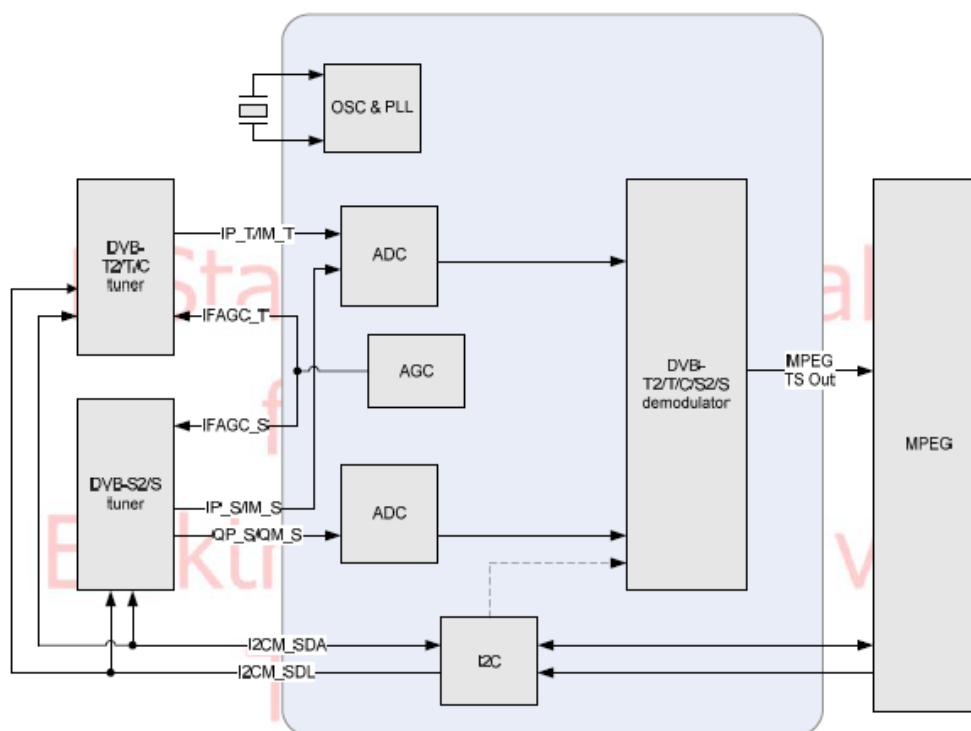 OSC & PLL
DVB-
T2/T/C
tuner
IP_T/IM_T
ADC
IFAGC_T
AGC
DVB-
T2/T/C/S2/S
demodulator
MPEG
TS Out
MPEG
IFAGC_S
DVB-S2/S
tuner
IP_S/IM_S
QP_S/QM_S
ADC
I2CM_SDA
I2C
I2CM_SDL